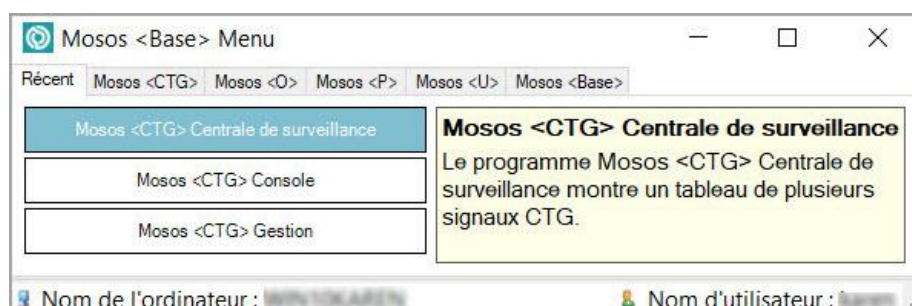 Mosos <Base> Menu
Récent Mosos <CTG> Mosos <O> Mosos <P> Mosos <U> Mosos <Base>
Mosos <CTG> Centrale de surveillance
Mosos <CTG> Console
Mosos <CTG> Gestion
Mosos <CTG> Centrale de surveillance
Le programme Mosos <CTG> Centrale de
surveillance montre un tableau de plusieurs
signaux CTG.
Nom de l'ordinateur : Nom d'utilisateur :